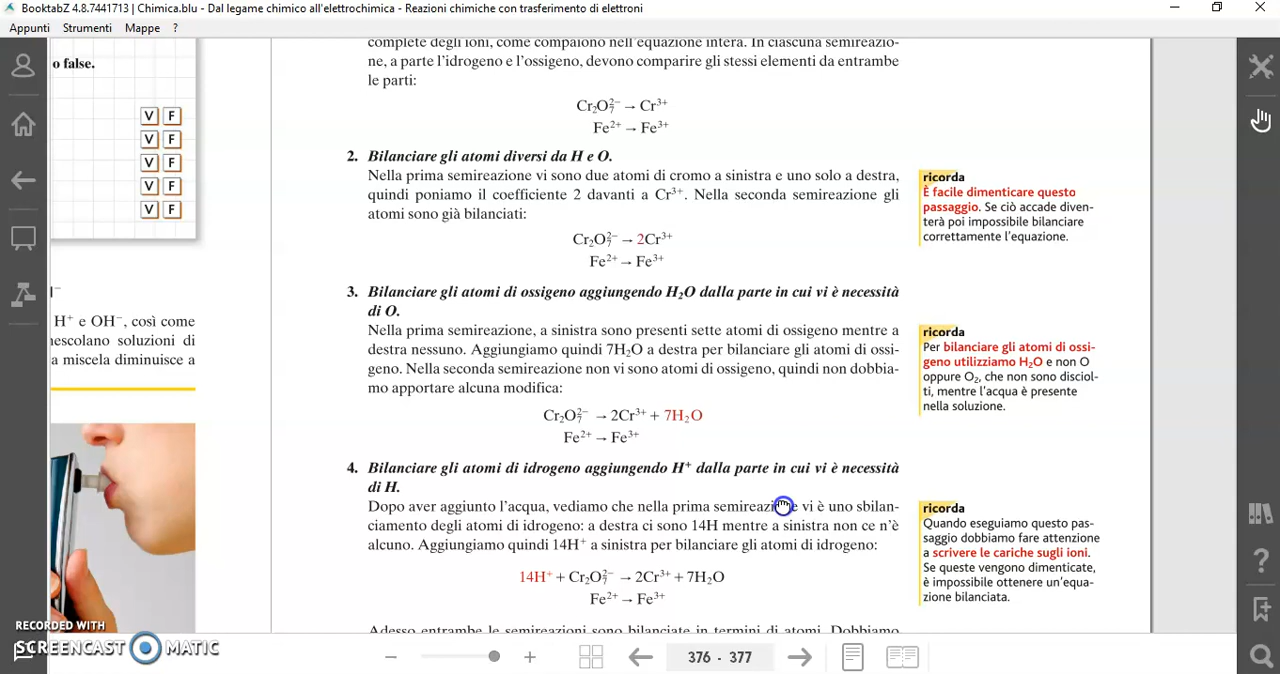 BooktabZ 4.8.7441713 | Chimica.blu - Dal legame chimico all'elettrochimica - Reazioni chimiche con trasferimento di elettroni
Appunti Strumenti Mappe ?
o false.
V F
V F
V F
V F
V F
H⁺ e OH⁻, così come
nescolano soluzioni di
a miscela diminuisce a
complete degli ioni, come compaiono nell'equazione intera. In ciascuna semireazio-
ne, a parte l'idrogeno e l'ossigeno, devono comparire gli stessi elementi da entrambe
le parti:
Cr₂O₇²⁻ → Cr³⁺
Fe²⁺ → Fe³⁺
2. Bilanciare gli atomi diversi da H e O.
Nella prima semireazione vi sono due atomi di cromo a sinistra e uno solo a destra,
quindi poniamo il coefficiente 2 davanti a Cr³⁺. Nella seconda semireazione gli
atomi sono già bilanciati:
Cr₂O₇²⁻ → 2Cr³⁺
Fe²⁺ → Fe³⁺
3. Bilanciare gli atomi di ossigeno aggiungendo H₂O dalla parte in cui vi è necessità
di O.
Nella prima semireazione, a sinistra sono presenti sette atomi di ossigeno mentre a
destra nessuno. Aggiungiamo quindi 7H₂O a destra per bilanciare gli atomi di ossi-
geno. Nella seconda semireazione non vi sono atomi di ossigeno, quindi non dobbia-
mo apportare alcuna modifica:
Cr₂O₇²⁻ → 2Cr³⁺ + 7H₂O
Fe²⁺ → Fe³⁺
4. Bilanciare gli atomi di idrogeno aggiungendo H⁺ dalla parte in cui vi è necessità
di H.
Dopo aver aggiunto l'acqua, vediamo che nella prima semireazione vi è uno sbilan-
ciamento degli atomi di idrogeno: a destra ci sono 14H mentre a sinistra non ce n'è
alcuno. Aggiungiamo quindi 14H⁺ a sinistra per bilanciare gli atomi di idrogeno:
14H⁺ + Cr₂O₇²⁻ → 2Cr³⁺ + 7H₂O
Fe²⁺ → Fe³⁺
Adesso entrambe le semireazioni sono bilanciate in termini di atomi. Dobbiamo
ricorda
È facile dimenticare questo
passaggio. Se ciò accade diven-
terà poi impossibile bilanciare
correttamente l'equazione.
ricorda
Per bilanciare gli atomi di ossi-
geno utilizziamo H₂O e non O
oppure O₂, che non sono disciol-
ti, mentre l'acqua è presente
nella soluzione.
ricorda
Quando eseguiamo questo pas-
saggio dobbiamo fare attenzione
a scrivere le cariche sugli ioni.
Se queste vengono dimenticate,
è impossibile ottenere un'equa-
zione bilanciata.
RECORDED WITH
SCREENCAST MATIC
376 - 377